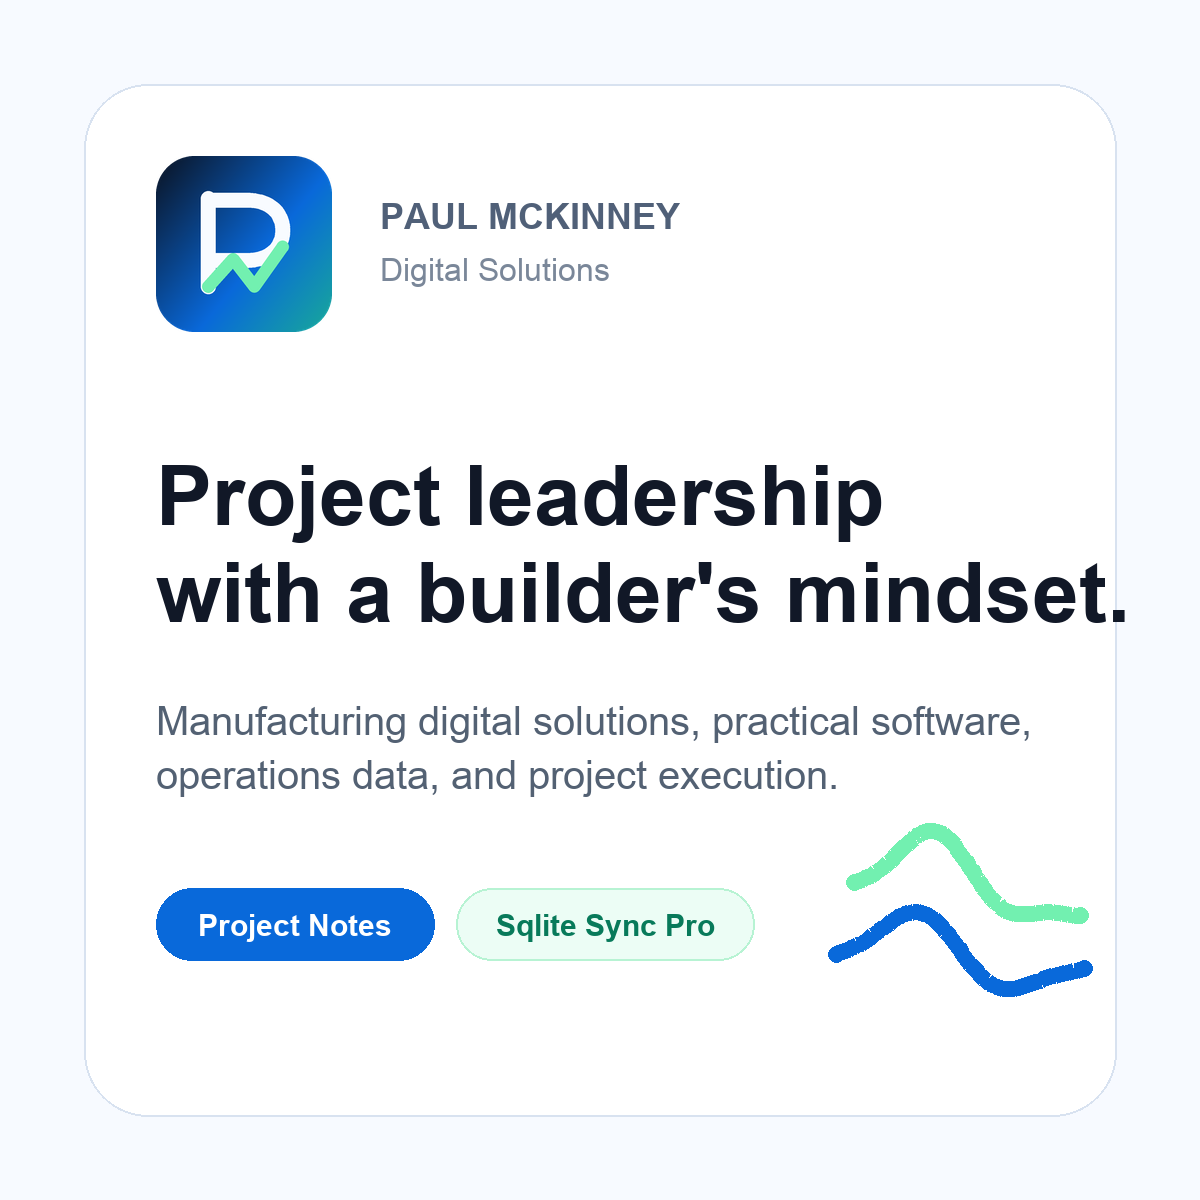 PAUL MCKINNEY
Digital Solutions
Project leadership
with a builder's mindset.
Manufacturing digital solutions, practical software,
operations data, and project execution.
Project Notes
Sqlite Sync Pro